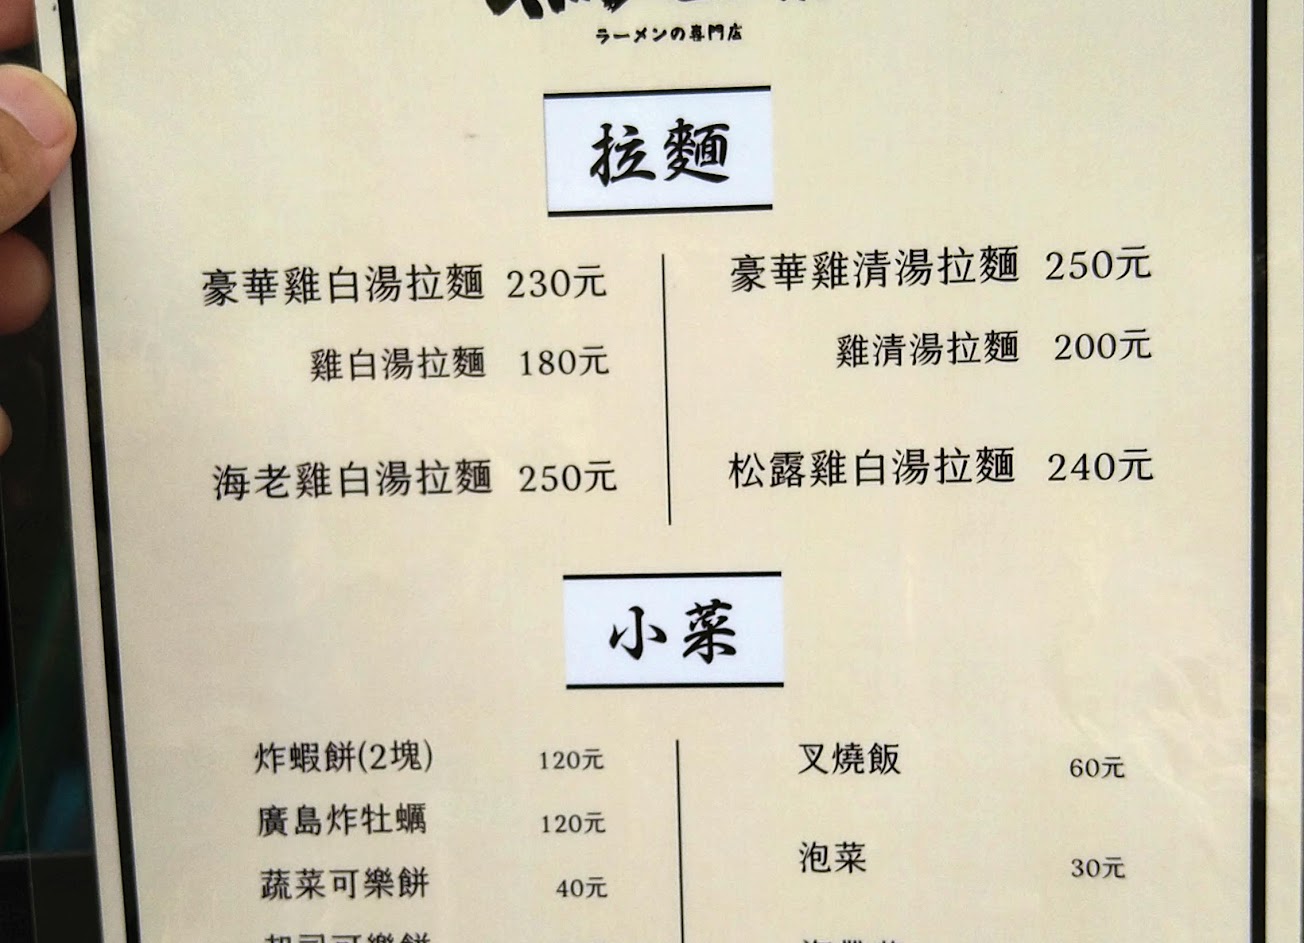 ラーメンの專門店
拉麵
豪華雞白湯拉麵 230元
雞白湯拉麵 180元
海老雞白湯拉麵 250元
豪華雞清湯拉麵 250元
雞清湯拉麵 200元
松露雞白湯拉麵 240元
小菜
炸蝦餅(2塊) 120元
廣島炸牡蠣 120元
蔬菜可樂餅 40元
叉燒飯 60元
泡菜 30元